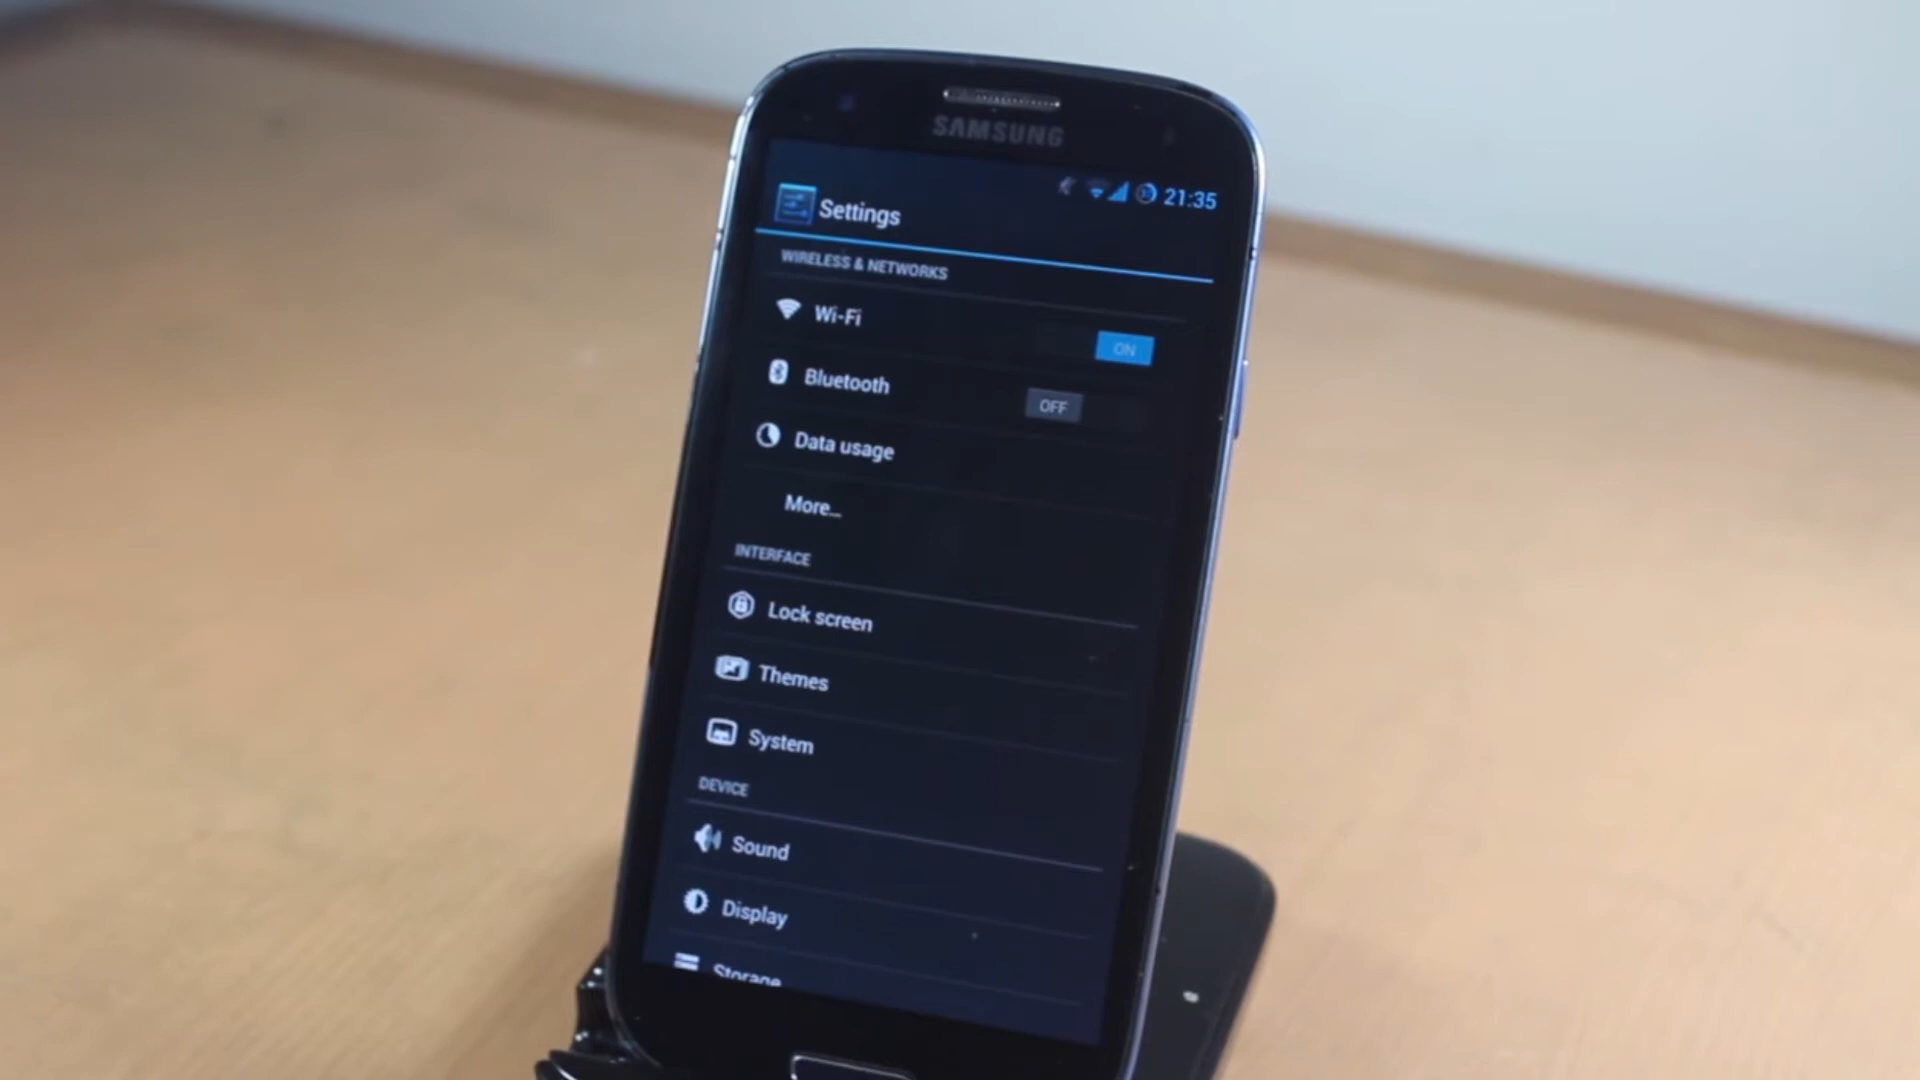 SAMSUNG
21:35
Settings
WIRELESS & NETWORKS
Wi-Fi
ON
Bluetooth
OFF
Data usage
More...
INTERFACE
Lock screen
Themes
System
DEVICE
Sound
Display
Storage